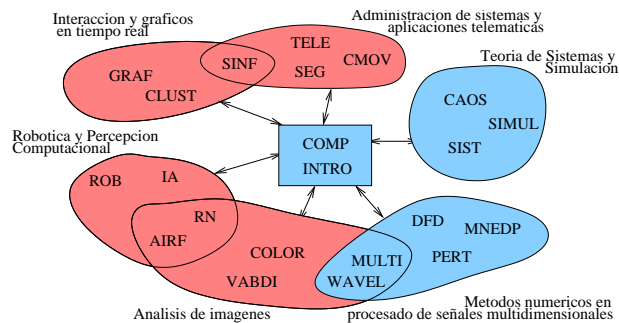 Interaccion y graficos
en tiempo real
Administracion de sistemas y
aplicaciones telematicas
TELE
SINF
SEG
CMOV
GRAF
CLUST
Teoria de Sistemas y
Simulación
CAOS
SIMUL
SIST
COMP
INTRO
Robotica y Percepcion
Computacional
ROB
IA
RN
AIRF
COLOR
VABDI
MULTI
WAVEL
DFD
MNEDP
PERT
Analisis de imagenes
Metodos numericos en
procesado de señales multidimensionales